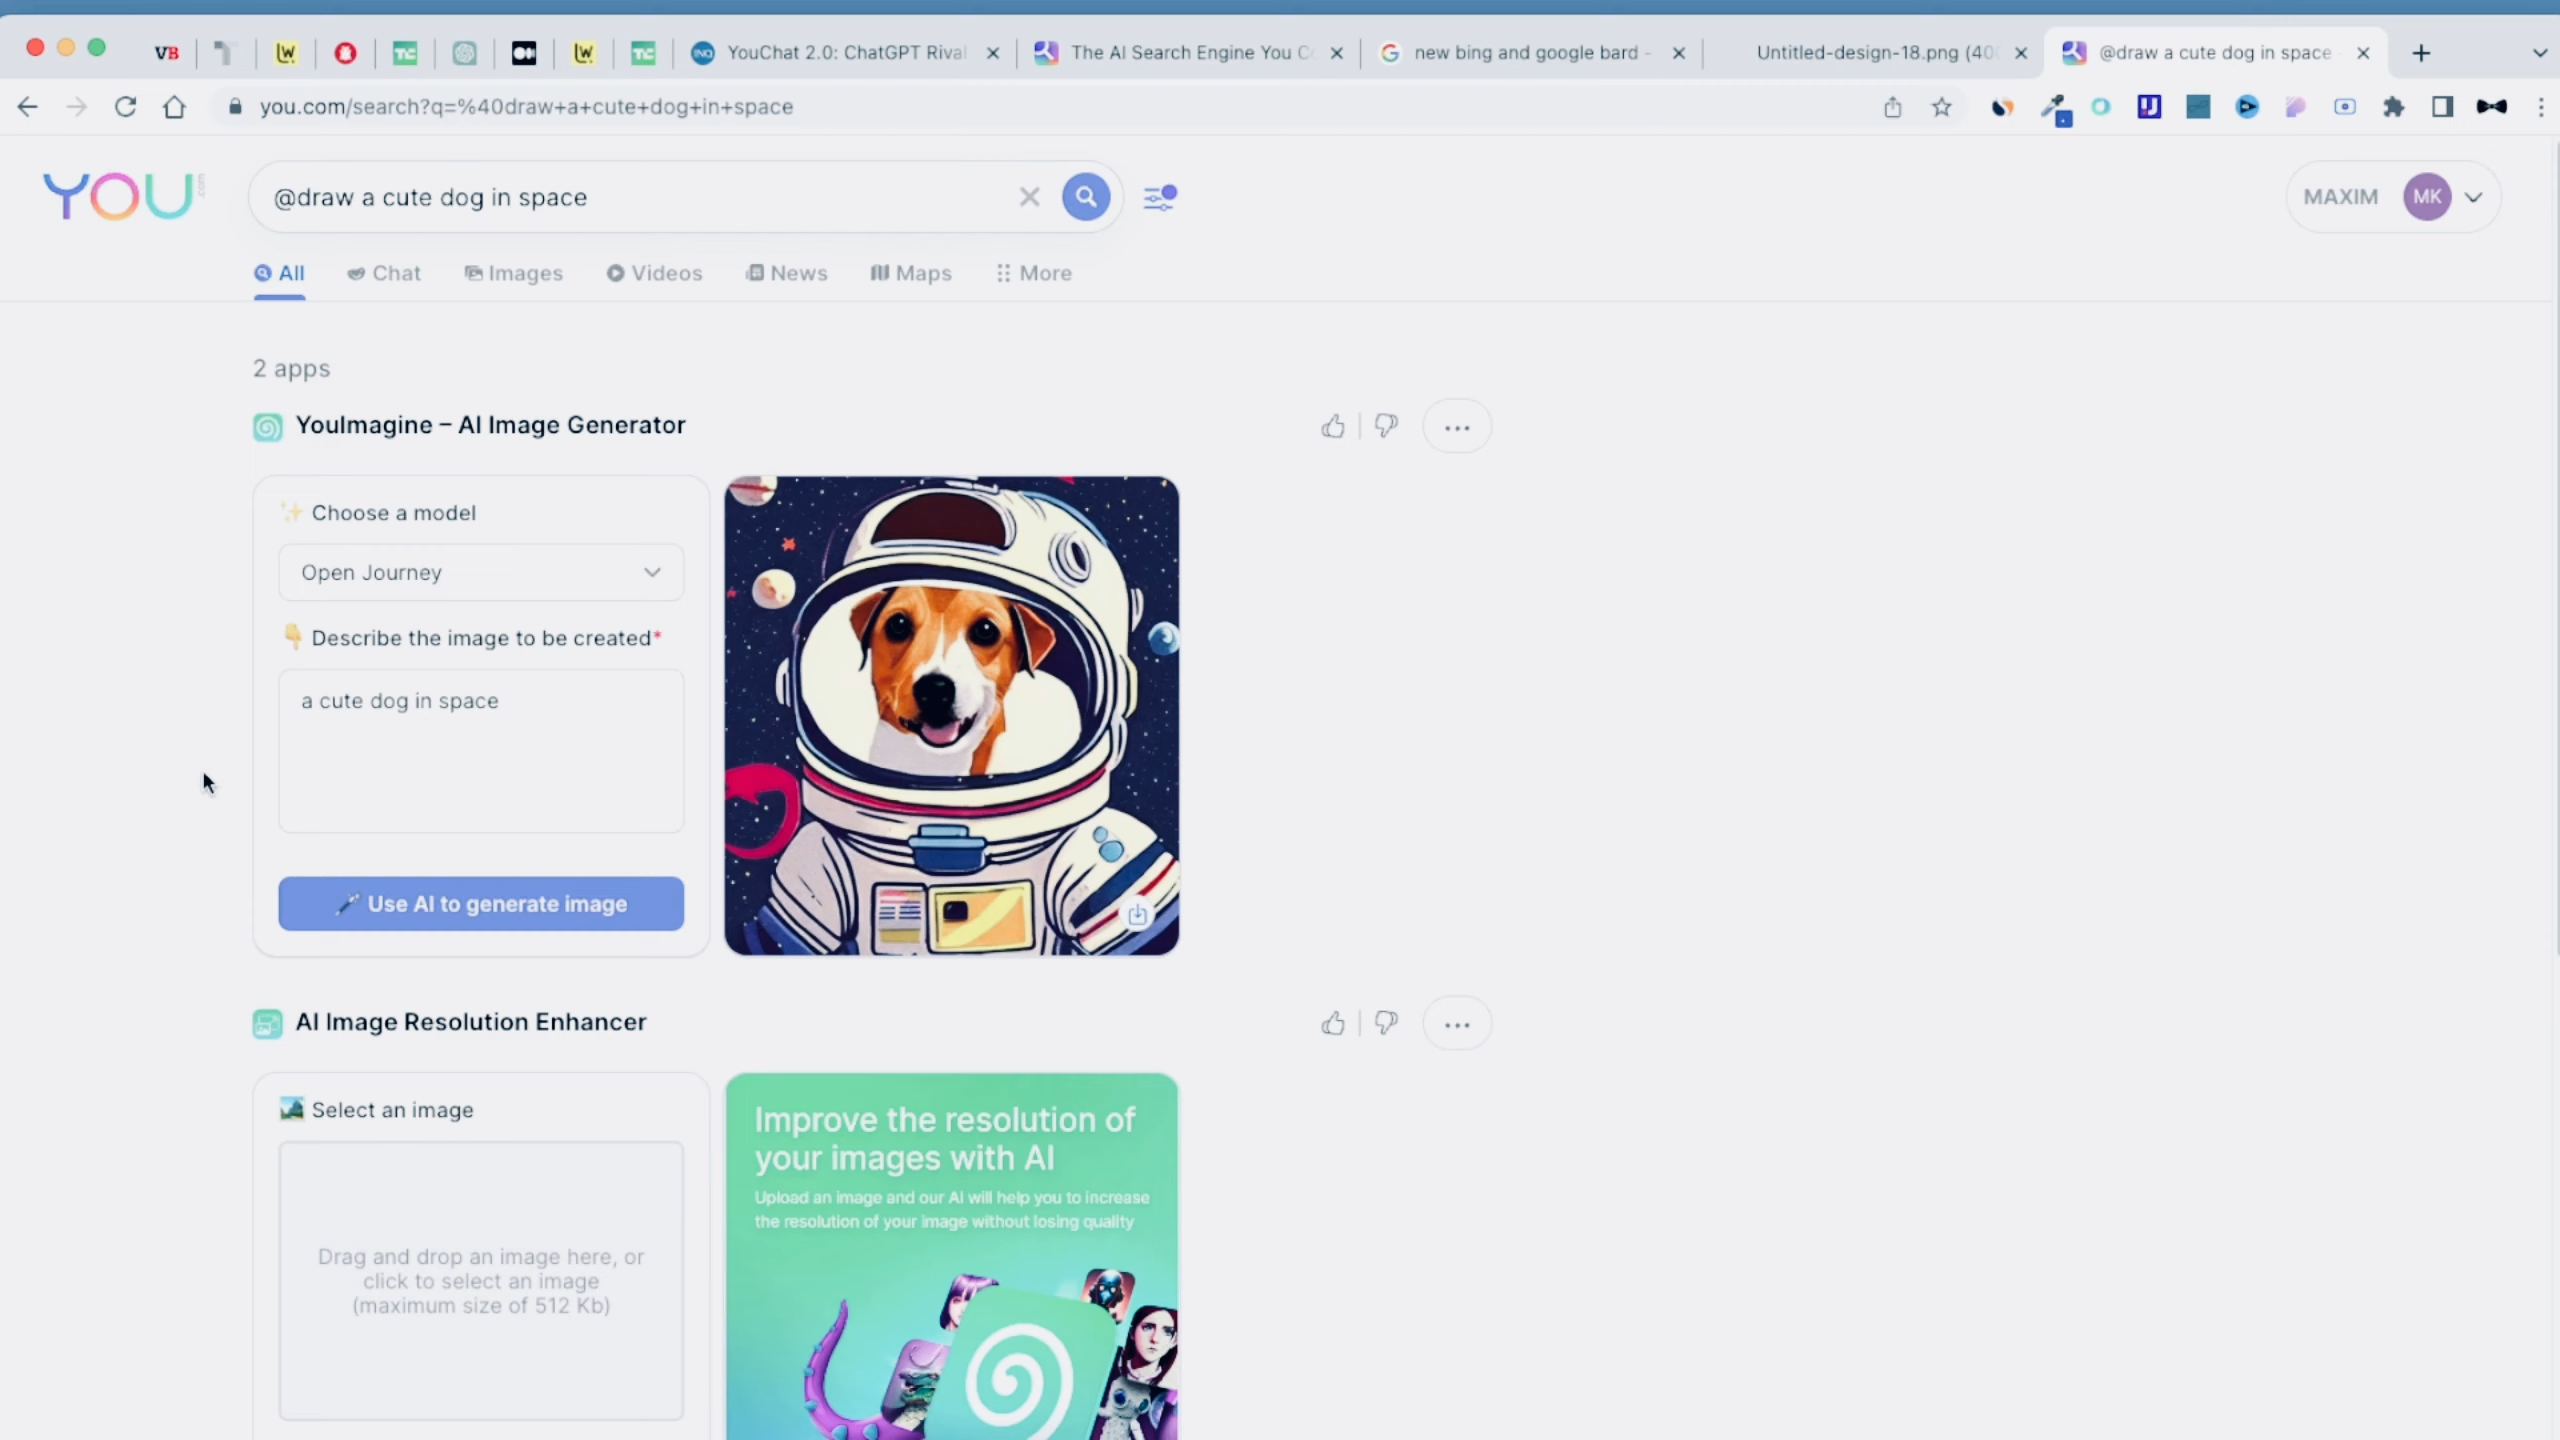 VB
YouChat 2.0: ChatGPT Rival
The AI Search Engine You Co
new bing and google bard -
Untitled-design-18.png (40
@draw a cute dog in space
you.com/search?q=%40draw+a+cute+dog+in+space
YOU.com
@draw a cute dog in space
MAXIM
MK
All
Chat
Images
Videos
News
Maps
More
2 apps
YouImagine – AI Image Generator
Choose a model
Open Journey
Describe the image to be created*
a cute dog in space
Use AI to generate image
AI Image Resolution Enhancer
Select an image
Drag and drop an image here, or
click to select an image
(maximum size of 512 Kb)
Improve the resolution of
your images with AI
Upload an image and our AI will help you to increase
the resolution of your image without losing quality